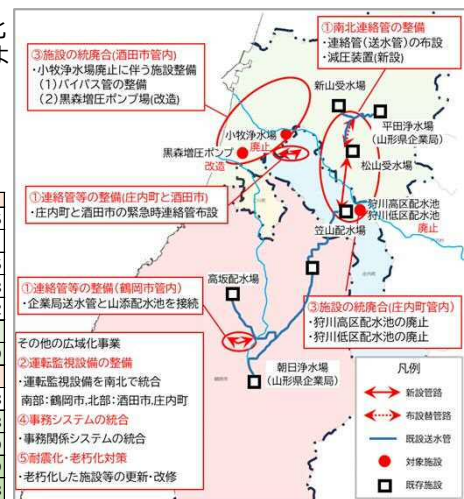 ③施設の統廃合(酒田市管内)
・小牧浄水場廃止に伴う施設整備
(1)バイパス管の整備
(2)黒森増圧ポンプ場(改造)
①南北連絡管の整備
・連絡管(送水管)の布設
・減圧装置(新設)
新山受水場
平田浄水場
(山形県企業局)
小牧浄水場
廃止
黒森増圧ポンプ
改造
松山受水場
①連絡管等の整備(庄内町と酒田市)
・庄内町と酒田市の緊急時連絡管布設
狩川高区配水池
狩川低区配水池
廃止
笠山配水場
①連絡管等の整備(鶴岡市管内)
・企業局送水管と山添配水池を接続
高坂配水場
③施設の統廃合(庄内町管内)
・狩川高区配水池の廃止
・狩川低区配水池の廃止
朝日浄水場
(山形県企業局)
その他の広域化事業
②運転監視設備の整備
・運転監視設備を南北で統合
南部:鶴岡市,北部:酒田市,庄内町
④事務システムの統合
・事務関係システムの統合
⑤耐震化・老朽化対策
・老朽化した施設等の更新・改修
凡例
新設管路
布設替管路
既設送水管
対象施設
既存施設